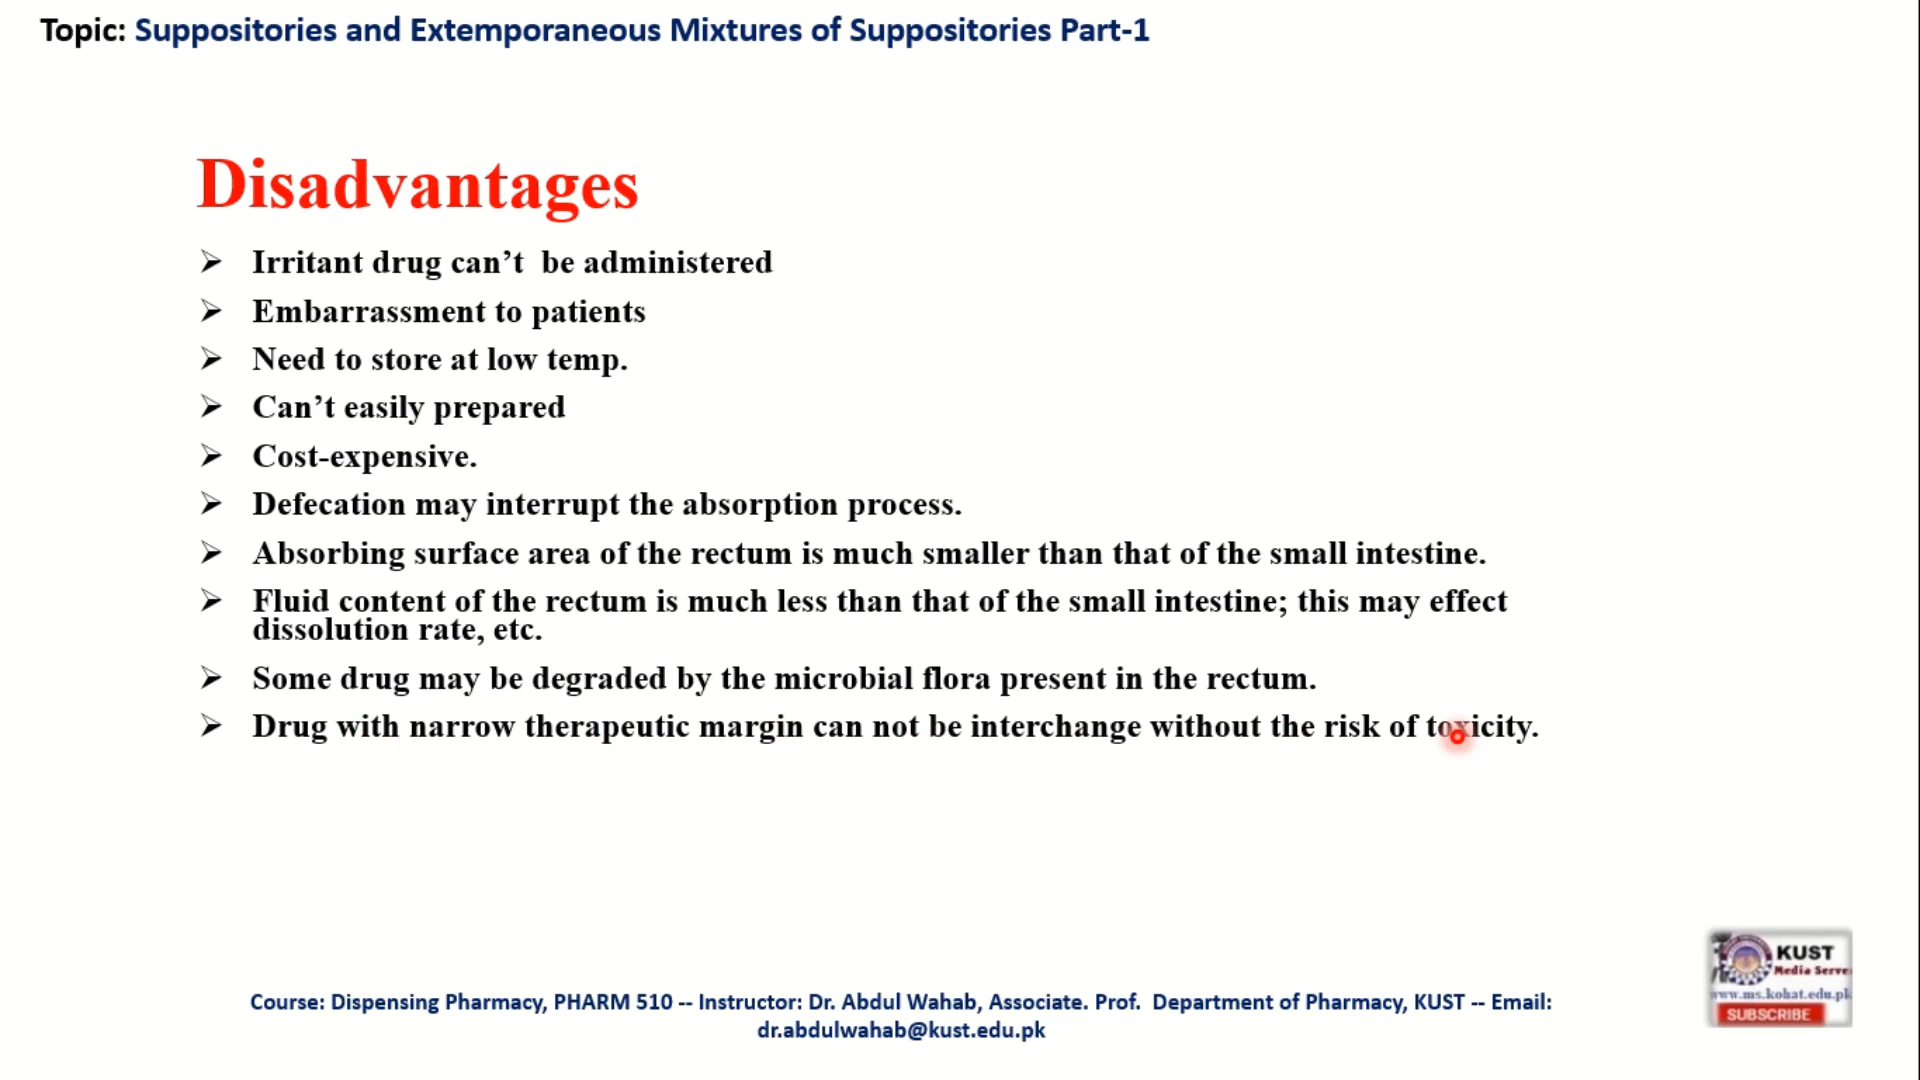 Topic: Suppositories and Extemporaneous Mixtures of Suppositories Part-1
Disadvantages
➢ Irritant drug can’t be administered
➢ Embarrassment to patients
➢ Need to store at low temp.
➢ Can’t easily prepared
➢ Cost-expensive.
➢ Defecation may interrupt the absorption process.
➢ Absorbing surface area of the rectum is much smaller than that of the small intestine.
➢ Fluid content of the rectum is much less than that of the small intestine; this may effect
dissolution rate, etc.
➢ Some drug may be degraded by the microbial flora present in the rectum.
➢ Drug with narrow therapeutic margin can not be interchange without the risk of toxicity.
KUST
Media Serve
www.ms.kohat.edu.pk
SUBSCRIBE
Course: Dispensing Pharmacy, PHARM 510 -- Instructor: Dr. Abdul Wahab, Associate. Prof. Department of Pharmacy, KUST -- Email:
dr.abdulwahab@kust.edu.pk